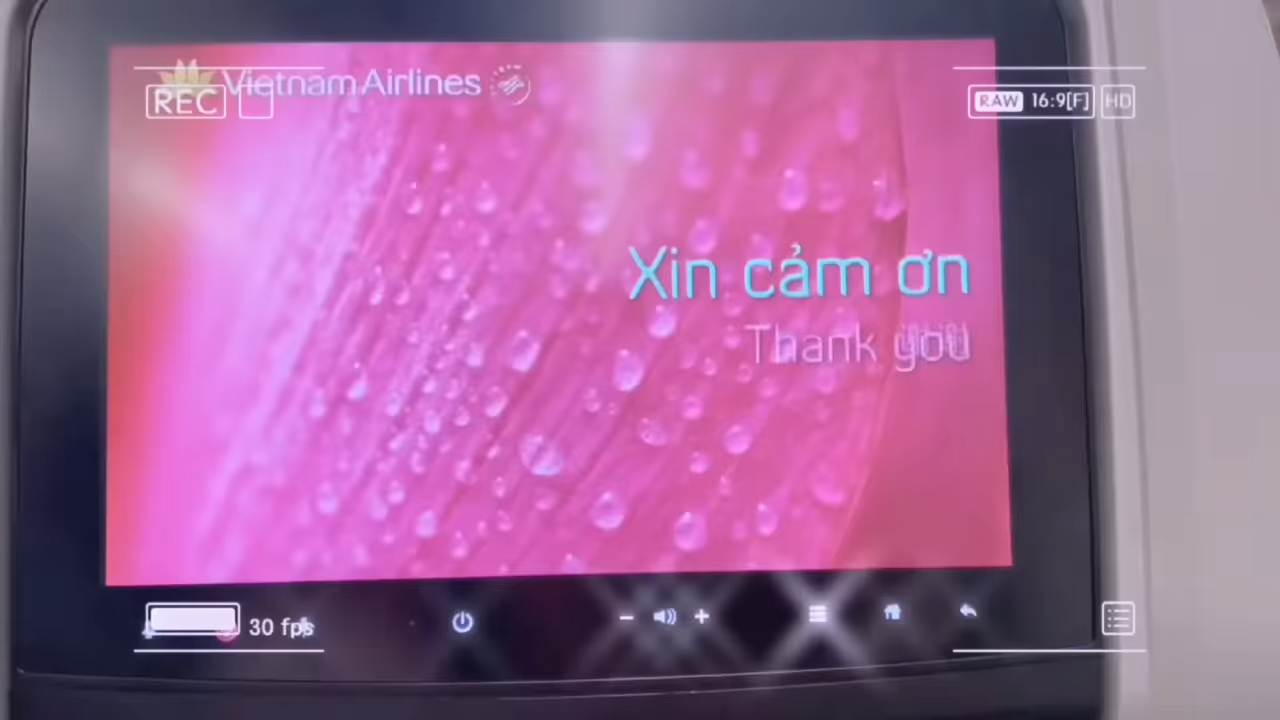 Vietnam Airlines
REC
RAW 16:9[F] HD
Xin cảm ơn
Thank you
30 fps